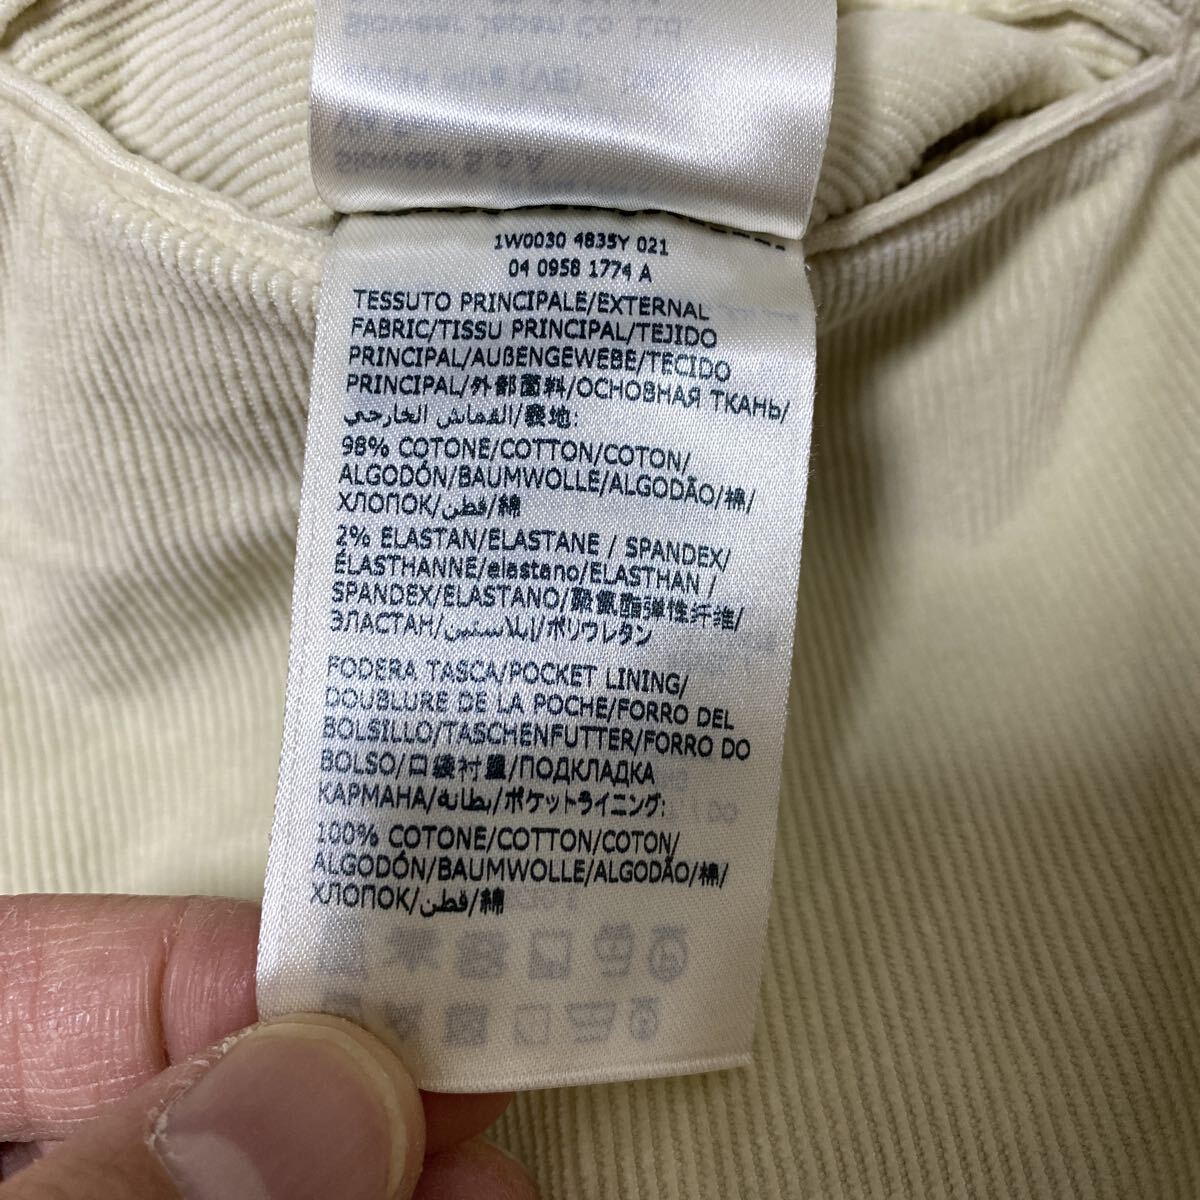 1W0030 4835Y 021
04 0958 1774 A
TESSUTO PRINCIPALE/EXTERNAL
FABRIC/TISSU PRINCIPAL/TEJIDO
PRINCIPAL/AUßENGEWEBE/TECIDO
PRINCIPAL/外部面料/ОСНОВНАЯ ТКАНЬ/
القماش الخارجي/表地:
98% COTONE/COTTON/COTON/
ALGODÓN/BAUMWOLLE/ALGODÃO/棉/
ХЛОПОК/قطن/綿
2% ELASTAN/ELASTANE / SPANDEX/
ÉLASTHANNE/elastano/ELASTHAN /
SPANDEX/ELASTANO/聚氨酯弹性纤维/
ЭЛАСТАН/إيلاستين/ポリウレタン
FODERA TASCA/POCKET LINING/
DOUBLURE DE LA POCHE/FORRO DEL
BOLSILLO/TASCHENFUTTER/FORRO DO
BOLSO/口袋衬里/ПОДКЛАДКА
КАРМАНА/بطانة/ポケットライニング:
100% COTONE/COTTON/COTON/
ALGODÓN/BAUMWOLLE/ALGODÃO/棉/
ХЛОПОК/قطن/綿